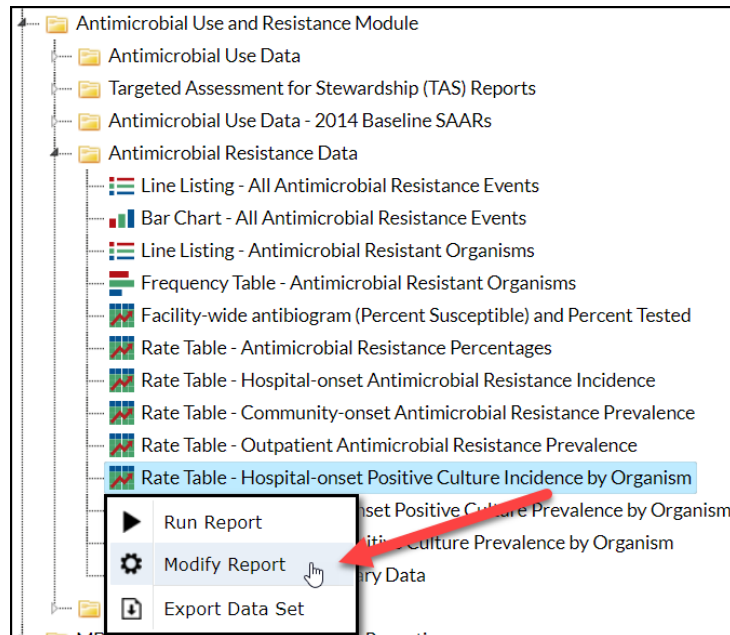 Antimicrobial Use and Resistance Module
Antimicrobial Use Data
Targeted Assessment for Stewardship (TAS) Reports
Antimicrobial Use Data - 2014 Baseline SAARs
Antimicrobial Resistance Data
Line Listing - All Antimicrobial Resistance Events
Bar Chart - All Antimicrobial Resistance Events
Line Listing - Antimicrobial Resistant Organisms
Frequency Table - Antimicrobial Resistant Organisms
Facility-wide antibiogram (Percent Susceptible) and Percent Tested
Rate Table - Antimicrobial Resistance Percentages
Rate Table - Hospital-onset Antimicrobial Resistance Incidence
Rate Table - Community-onset Antimicrobial Resistance Prevalence
Rate Table - Outpatient Antimicrobial Resistance Prevalence
Rate Table - Hospital-onset Positive Culture Incidence by Organism
Run Report
nset Positive Culture Prevalence by Organism
Modify Report
Culture Prevalence by Organism
Data
Export Data Set